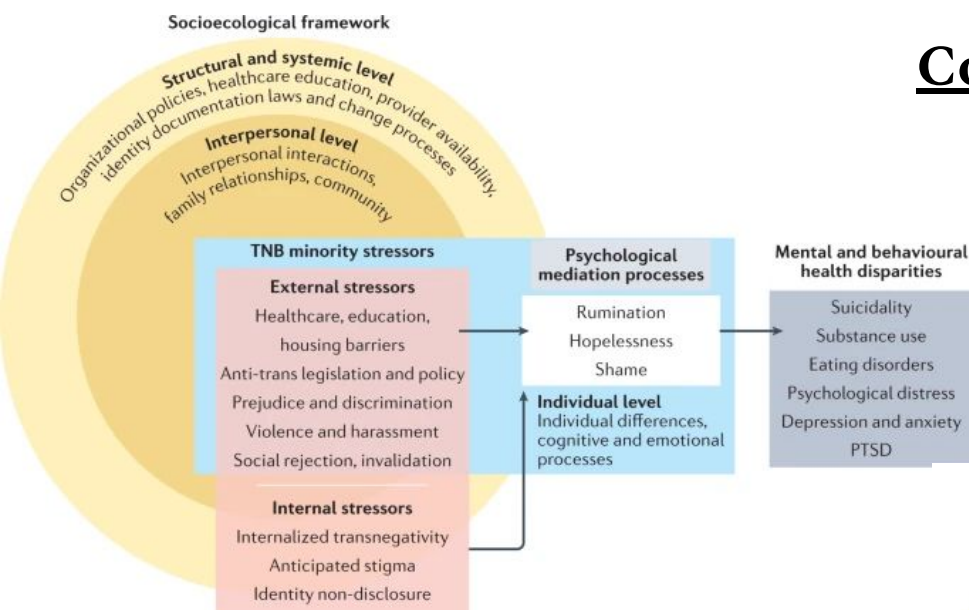 Socioecological framework
Structural and systemic level
Organizational policies, healthcare education, provider availability,
identity documentation laws and change processes
Interpersonal level
Interpersonal interactions,
family relationships, community
TNB minority stressors
External stressors
Healthcare, education,
housing barriers
Anti-trans legislation and policy
Prejudice and discrimination
Violence and harassment
Social rejection, invalidation
Internal stressors
Internalized transnegativity
Anticipated stigma
Identity non-disclosure
Psychological
mediation processes
Rumination
Hopelessness
Shame
Individual level
Individual differences,
cognitive and emotional
processes
Mental and behavioural
health disparities
Suicidality
Substance use
Eating disorders
Psychological distress
Depression and anxiety
PTSD